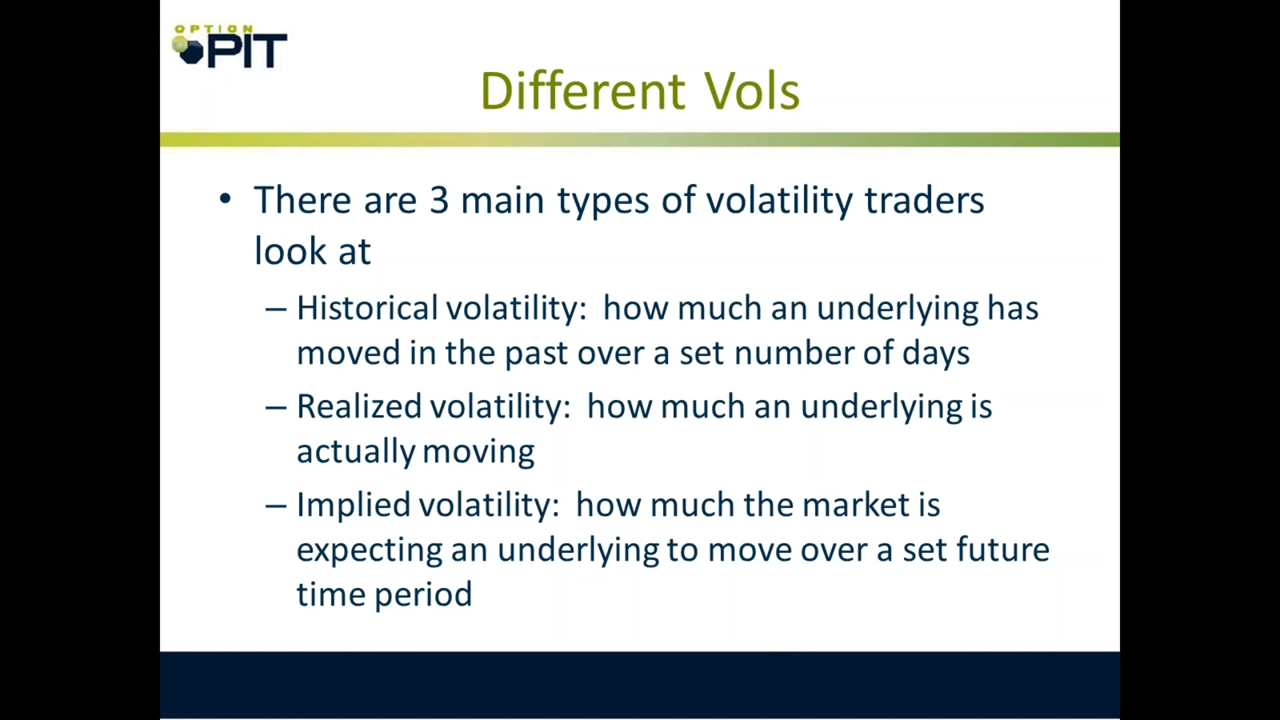 OPTION
PIT
Different Vols
• There are 3 main types of volatility traders
look at
– Historical volatility: how much an underlying has
moved in the past over a set number of days
– Realized volatility: how much an underlying is
actually moving
– Implied volatility: how much the market is
expecting an underlying to move over a set future
time period